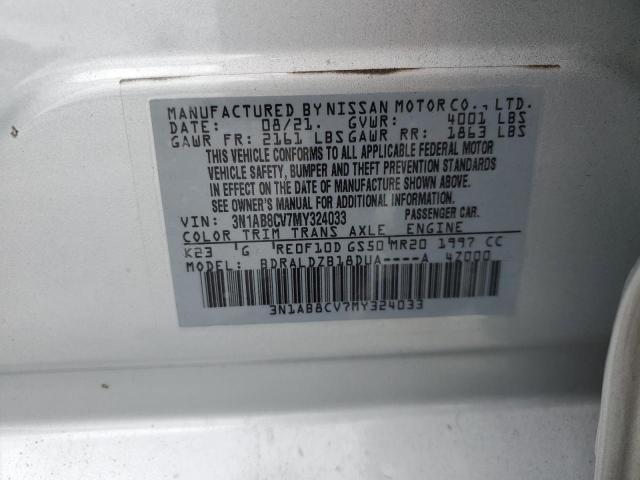 MANUFACTURED BY NISSAN MOTOR CO., LTD.
DATE: 08/21. GVWR: 4001 LBS
GAWR FR: 2161 LBS GAWR RR: 1863 LBS
THIS VEHICLE CONFORMS TO ALL APPLICABLE FEDERAL MOTOR
VEHICLE SAFETY, BUMPER AND THEFT PREVENTION STANDARDS
IN EFFECT ON THE DATE OF MANUFACTURE SHOWN ABOVE.
SEE OWNER'S MANUAL FOR ADDITIONAL INFORMATION.
VIN: 3N1AB8CV7MY324033 PASSENGER CAR.
COLOR TRIM TRANS AXLE ENGINE
K23 'G RE0F10D GS50 MR20 1997 CC
MODEL: BDRALDZB18DUA----A 47000
3N1AB8CV7MY324033